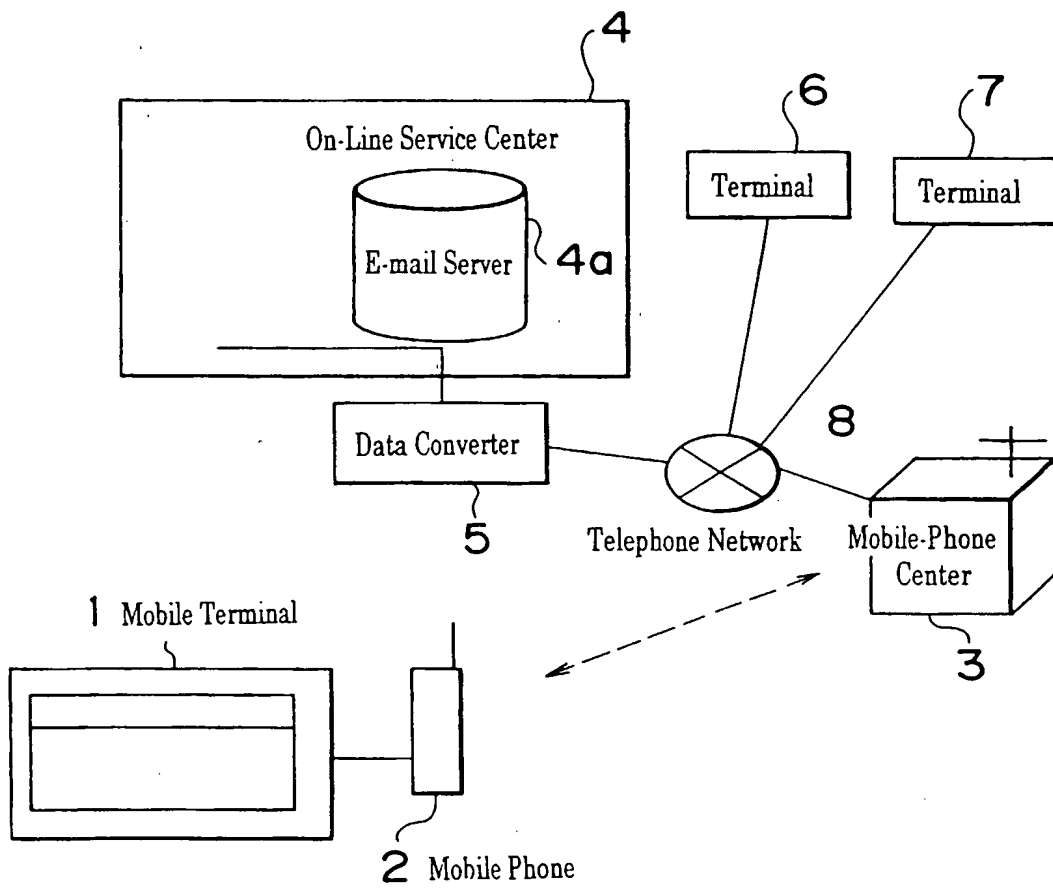 4
On-Line Service Center
E-mail Server
4a
6
Terminal
7
Terminal
Data Converter
5
8
Telephone Network
Mobile-Phone
Center
3
1 Mobile Terminal
2 Mobile Phone